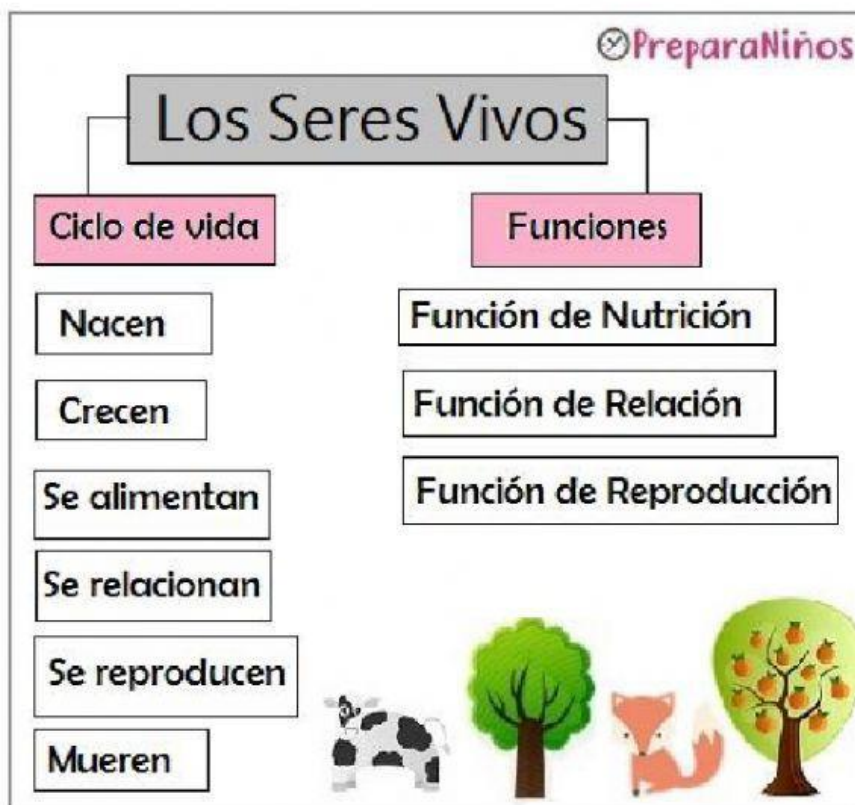 PreparaNiños
Los Seres Vivos
Ciclo de vida
Nacen
Crecen
Se alimentan
Se relacionan
Se reproducen
Mueren
Funciones
Función de Nutrición
Función de Relación
Función de Reproducción